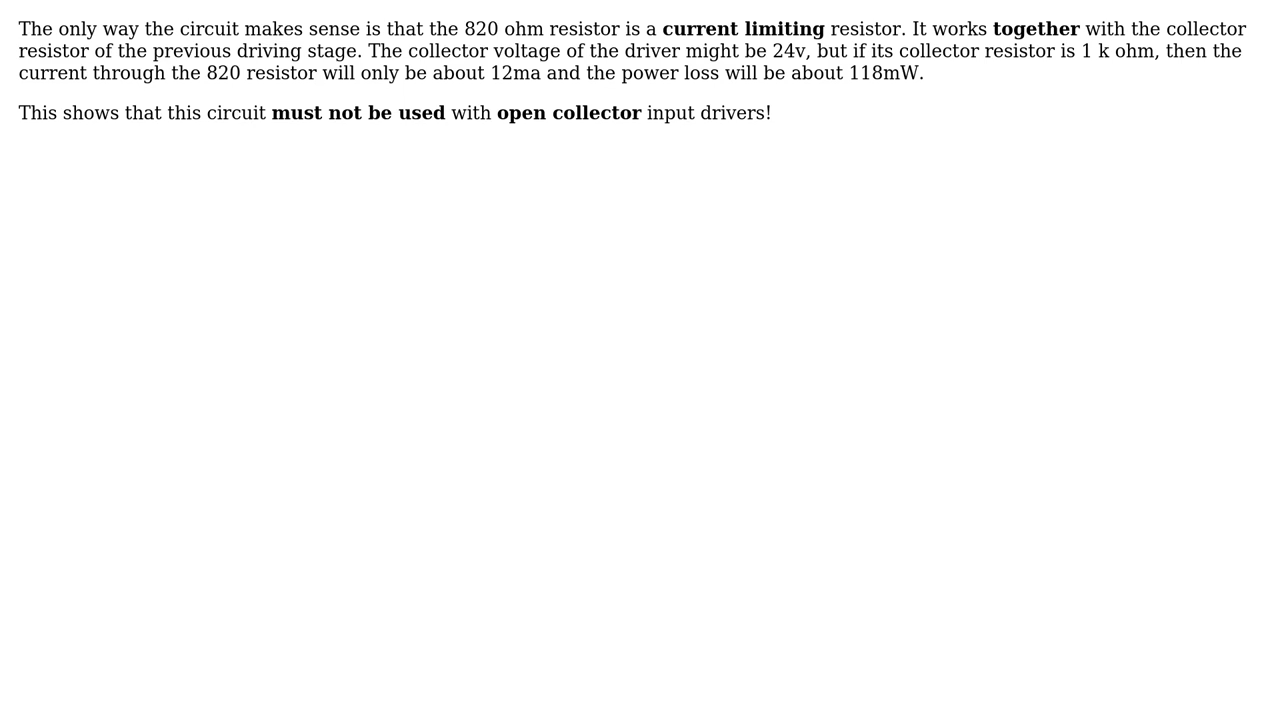 The only way the circuit makes sense is that the 820 ohm resistor is a current limiting resistor. It works together with the collector
resistor of the previous driving stage. The collector voltage of the driver might be 24v, but if its collector resistor is 1 k ohm, then the
current through the 820 resistor will only be about 12ma and the power loss will be about 118mW.
This shows that this circuit must not be used with open collector input drivers!